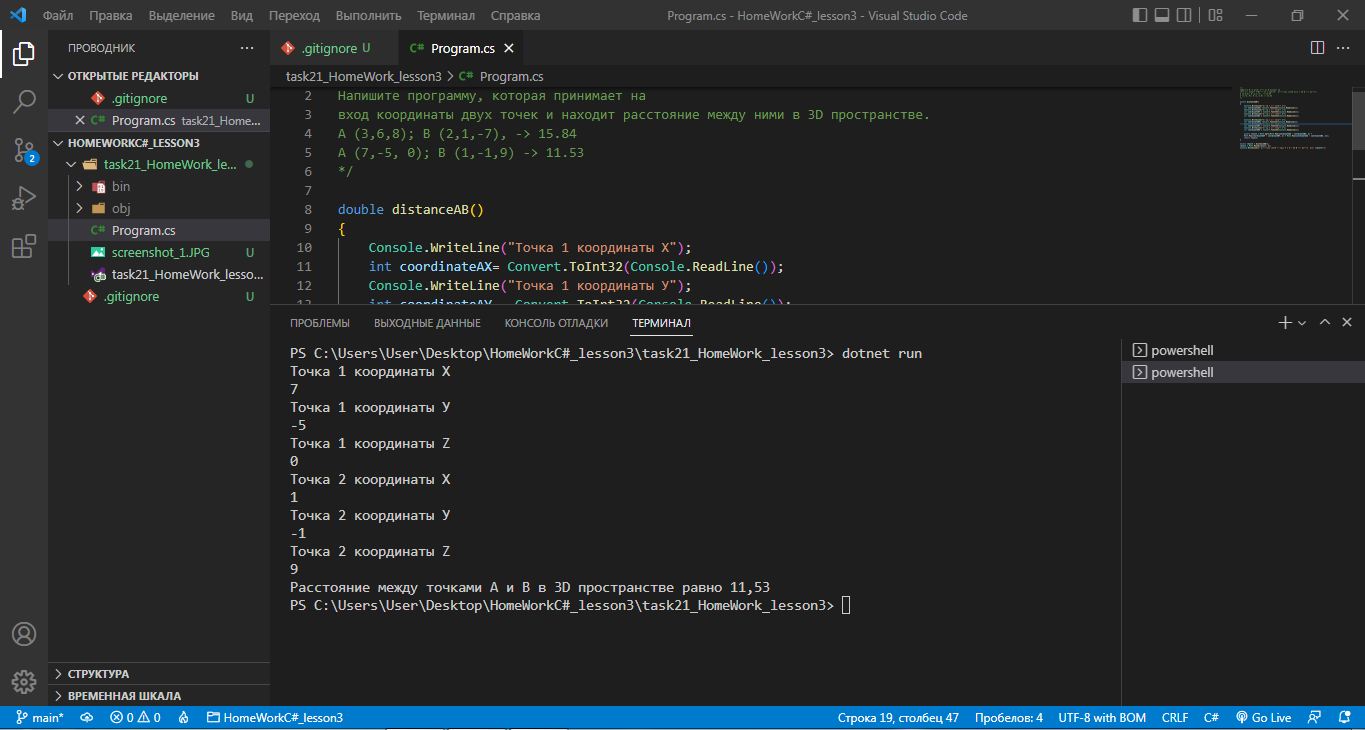 Файл Правка Выделение Вид Переход Выполнить Терминал Справка Program.cs - HomeWorkC#_lesson3 - Visual Studio Code
ПРОВОДНИК
ОТКРЫТЫЕ РЕДАКТОРЫ
.gitignore U
Program.cs task21_Home...
HOMEWORKC#_LESSON3
task21_HomeWork_le...
bin
obj
Program.cs
screenshot_1.JPG U
task21_HomeWork_lesso...
.gitignore U
СТРУКТУРА
ВРЕМЕННАЯ ШКАЛА
2
.gitignore U Program.cs
task21_HomeWork_lesson3 > Program.cs
2 Напишите программу, которая принимает на
3 вход координаты двух точек и находит расстояние между ними в 3D пространстве.
4 A (3,6,8); B (2,1,-7), -> 15.84
5 A (7,-5, 0); B (1,-1,9) -> 11.53
6 */
7
8 double distanceAB()
9 {
10 Console.WriteLine("Точка 1 координаты X");
11 int coordinateAX= Convert.ToInt32(Console.ReadLine());
12 Console.WriteLine("Точка 1 координаты У");
13 int coordinateAY= Convert.ToInt32(Console.ReadLine());
ПРОБЛЕМЫ ВЫХОДНЫЕ ДАННЫЕ КОНСОЛЬ ОТЛАДКИ ТЕРМИНАЛ
PS C:\Users\User\Desktop\HomeWorkC#_lesson3\task21_HomeWork_lesson3> dotnet run
Точка 1 координаты X
7
Точка 1 координаты У
-5
Точка 1 координаты Z
0
Точка 2 координаты X
1
Точка 2 координаты У
-1
Точка 2 координаты Z
9
Расстояние между точками A и B в 3D пространстве равно 11,53
PS C:\Users\User\Desktop\HomeWorkC#_lesson3\task21_HomeWork_lesson3>
powershell
powershell
main* 0 0 HomeWorkC#_lesson3 Строка 19, столбец 47 Пробелов: 4 UTF-8 with BOM CRLF C# Go Live